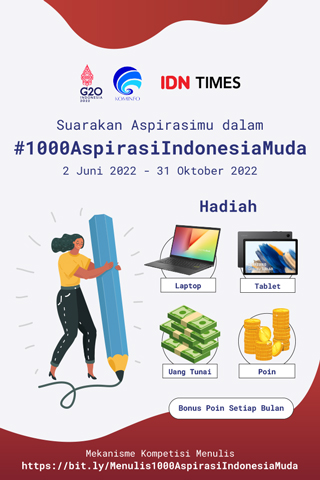 G20
INDONESIA
2022
KOMINFO
IDN TIMES
Suarakan Aspirasimu dalam
#1000AspirasiIndonesiaMuda
2 Juni 2022 - 31 Oktober 2022
Hadiah
Laptop
Tablet
Uang Tunai
Poin
Bonus Poin Setiap Bulan
Mekanisme Kompetisi Menulis
https://bit.ly/Menulis1000AspirasiIndonesiaMuda